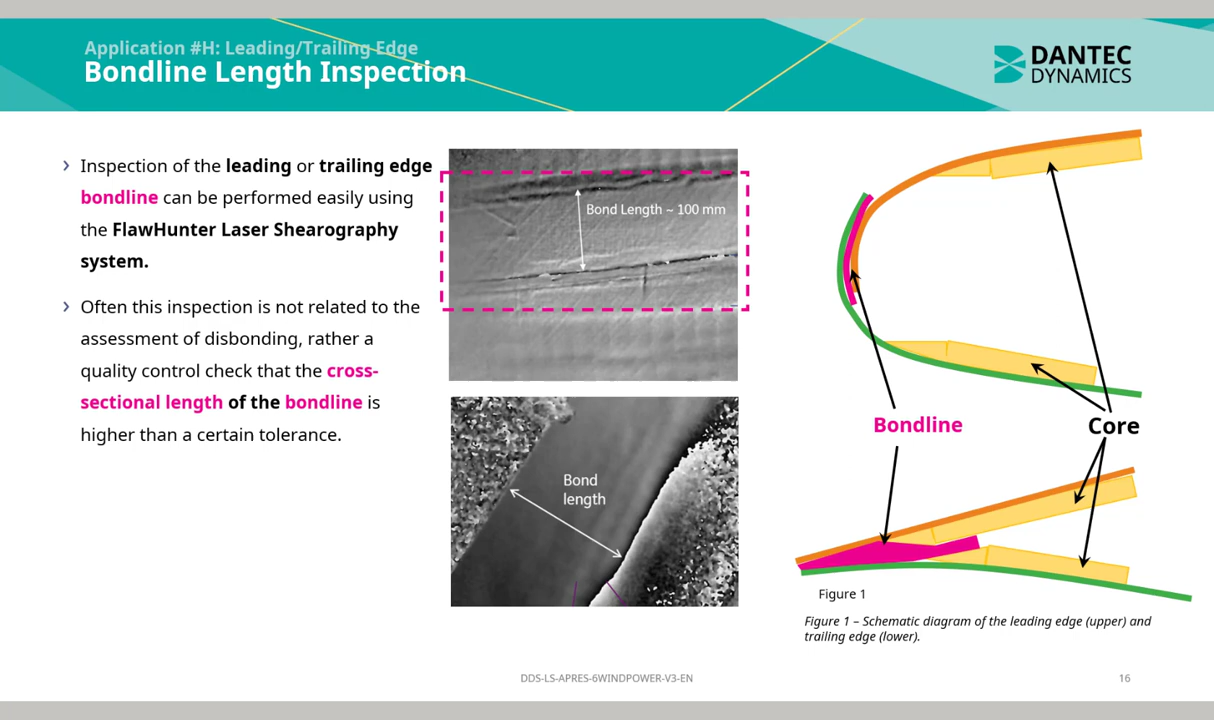 Application #H: Leading/Trailing Edge
Bondline Length Inspection
DANTEC
DYNAMICS
› Inspection of the leading or trailing edge
bondline can be performed easily using
the FlawHunter Laser Shearography
system.
› Often this inspection is not related to the
assessment of disbonding, rather a
quality control check that the cross-
sectional length of the bondline is
higher than a certain tolerance.
Bond Length ~ 100 mm
Bond
length
Bondline
Core
Figure 1
Figure 1 – Schematic diagram of the leading edge (upper) and
trailing edge (lower).
DDS-LS-APRES-6WINDPOWER-V3-EN
16